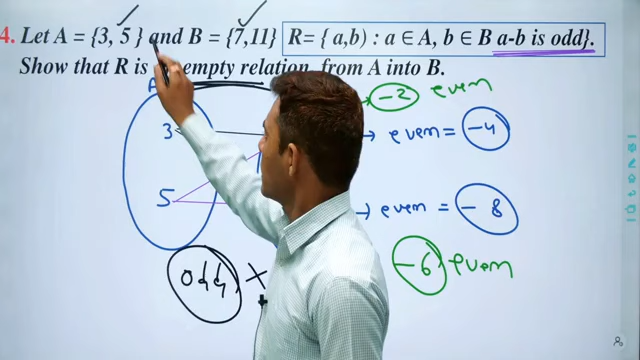 4. Let A = {3, 5 } and B = {7,11} R= { a,b) : a ∈ A, b ∈ B a-b is odd}.
Show that R is empty relation from A into B.
A
-2 even
3
even = -4
5
even = -8
odd
-6 even